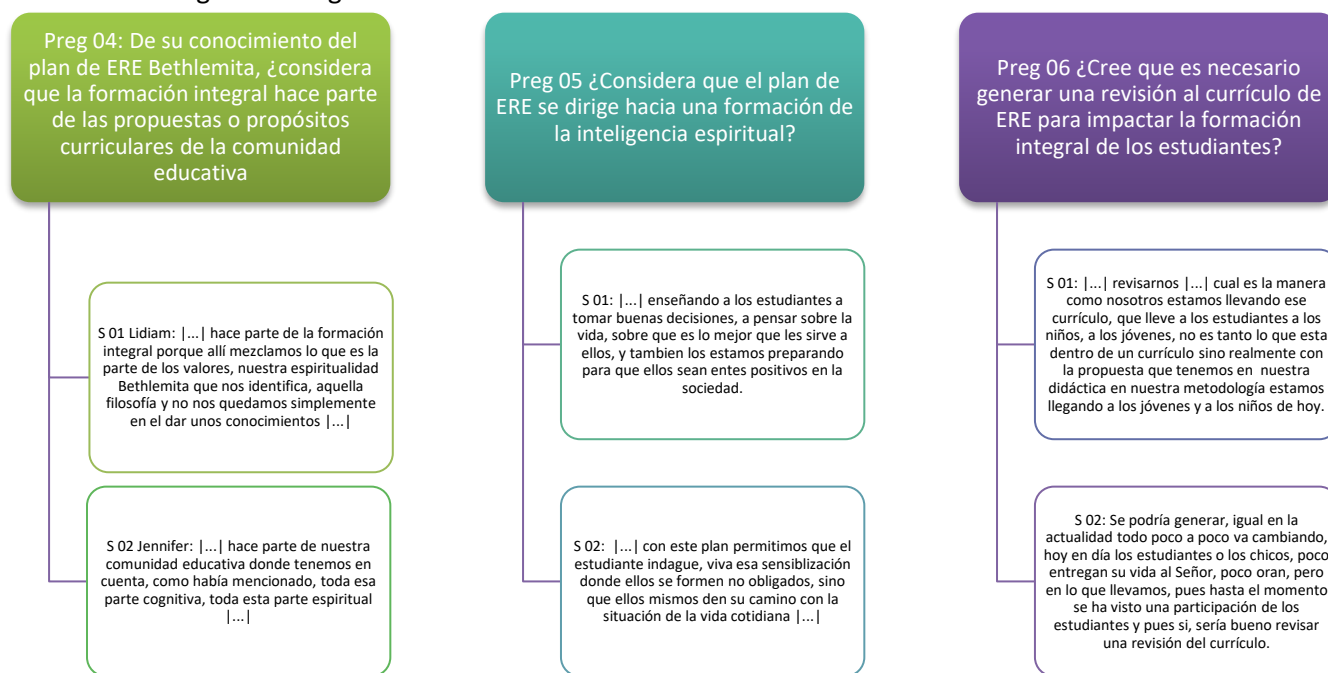 Preg 04: De su conocimiento del
plan de ERE Bethlemita, ¿considera
que la formación integral hace parte
de las propuestas o propósitos
curriculares de la comunidad
educativa
S 01 Lidiam: |...| hace parte de la formación
integral porque allí mezclamos lo que es la
parte de los valores, nuestra espiritualidad
Bethlemita que nos identifica, aquella
filosofía y no nos quedamos simplemente
en el dar unos conocimientos |...|
S 02 Jennifer: |...| hace parte de nuestra
comunidad educativa donde tenemos en
cuenta, como había mencionado, toda esa
parte cognitiva, toda esta parte espiritual
|...|
Preg 05 ¿Considera que el plan de
ERE se dirige hacia una formación de
la inteligencia espiritual?
S 01: |...| enseñando a los estudiantes a
tomar buenas decisiones, a pensar sobre la
vida, sobre que es lo mejor que les sirve a
ellos, y tambien los estamos preparando
para que ellos sean entes positivos en la
sociedad.
S 02: |...| con este plan permitimos que el
estudiante indague, viva esa sensiblización
donde ellos se formen no obligados, sino
que ellos mismos den su camino con la
situación de la vida cotidiana |...|
Preg 06 ¿Cree que es necesario
generar una revisión al currículo de
ERE para impactar la formación
integral de los estudiantes?
S 01: |...| revisarnos |...| cual es la manera
como nosotros estamos llevando ese
currículo, que lleve a los estudiantes a los
niños, a los jóvenes, no es tanto lo que esta
dentro de un currículo sino realmente con
la propuesta que tenemos en nuestra
didáctica en nuestra metodología estamos
llegando a los jóvenes y a los niños de hoy.
S 02: Se podría generar, igual en la
actualidad todo poco a poco va cambiando,
hoy en día los estudiantes o los chicos, poco
entregan su vida al Señor, poco oran, pero
en lo que llevamos, pues hasta el momento
se ha visto una participación de los
estudiantes y pues si, sería bueno revisar
una revisión del currículo.